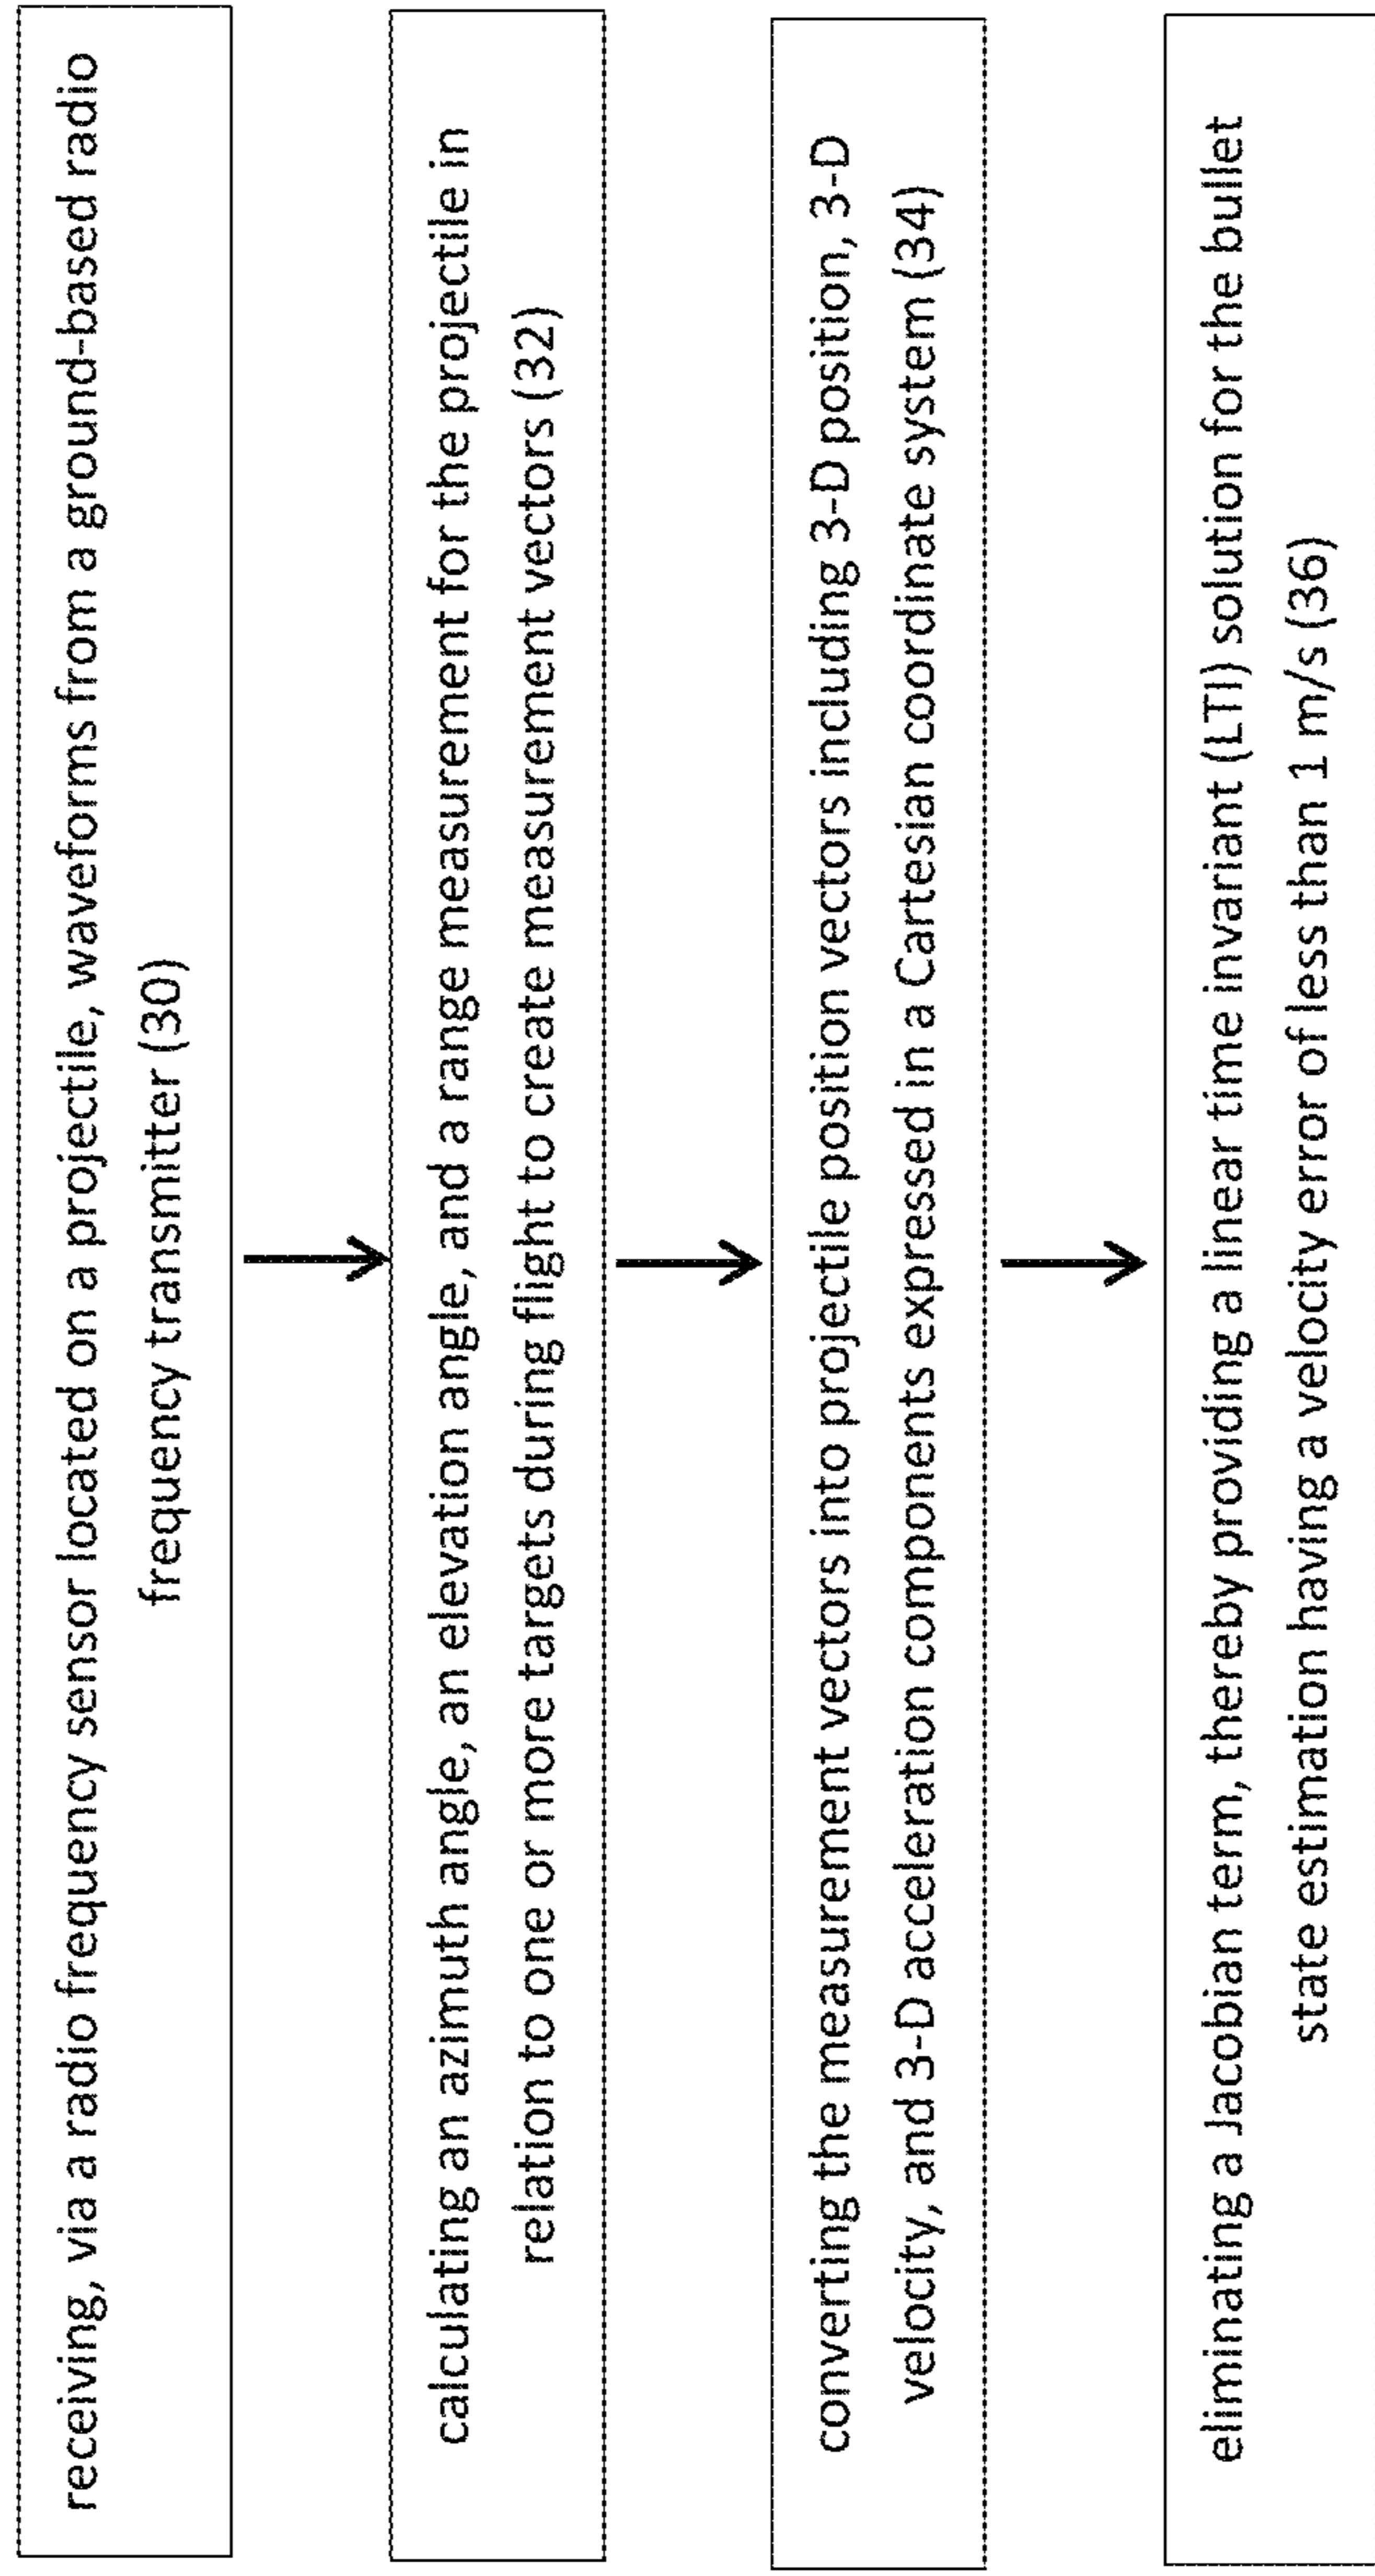 receiving, via a radio frequency sensor located on a projectile, waveforms from a ground-based radio
frequency transmitter (30)
calculating an azimuth angle, an elevation angle, and a range measurement for the projectile in
relation to one or more targets during flight to create measurement vectors (32)
converting the measurement vectors into projectile position vectors including 3-D position, 3-D
velocity, and 3-D acceleration components expressed in a Cartesian coordinate system (34)
eliminating a Jacobian term, thereby providing a linear time invariant (LTI) solution for the bullet
state estimation having a velocity error of less than 1 m/s (36)